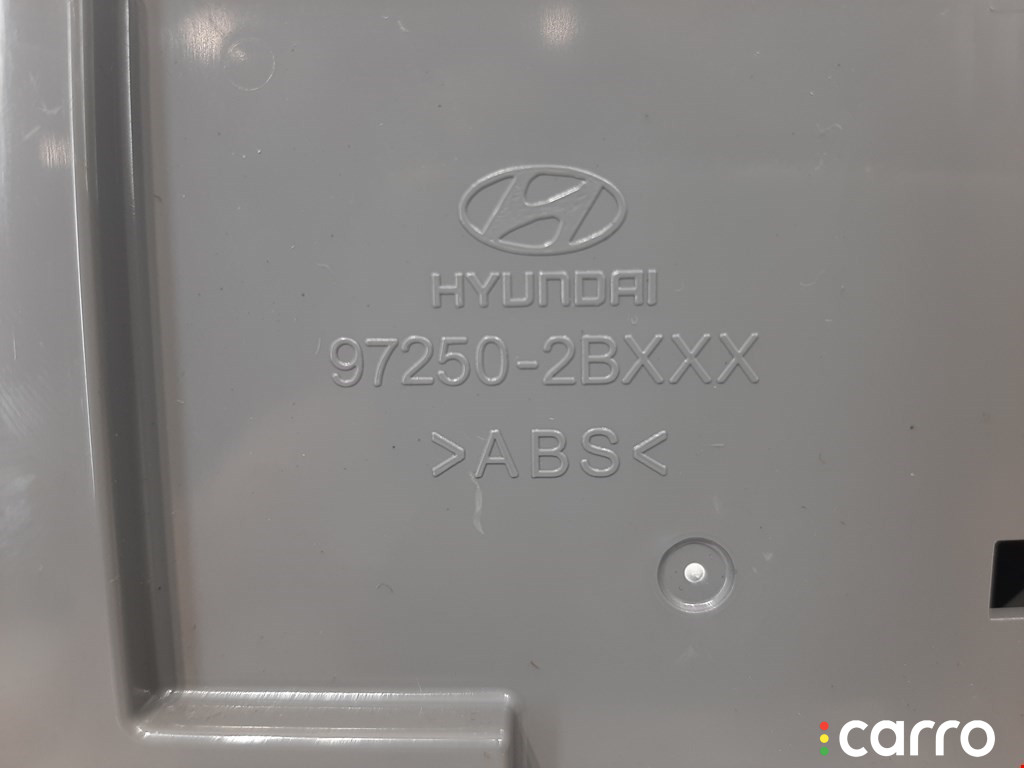 HYUNDAI
97250-2BXXX
>ABS<
carro